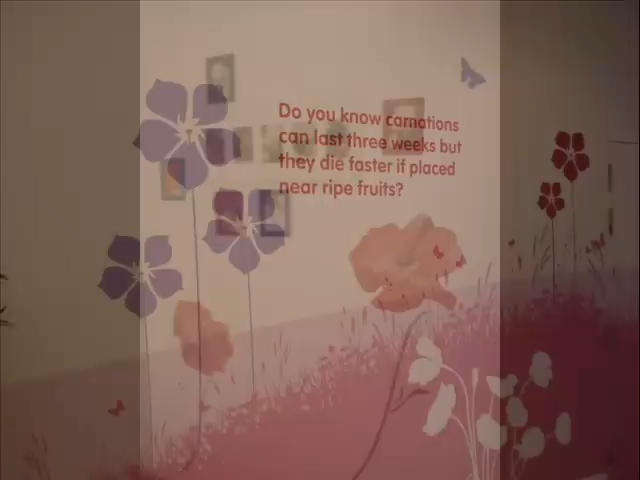 Do you know carnations
can last three weeks but
they die faster if placed
near ripe fruits?